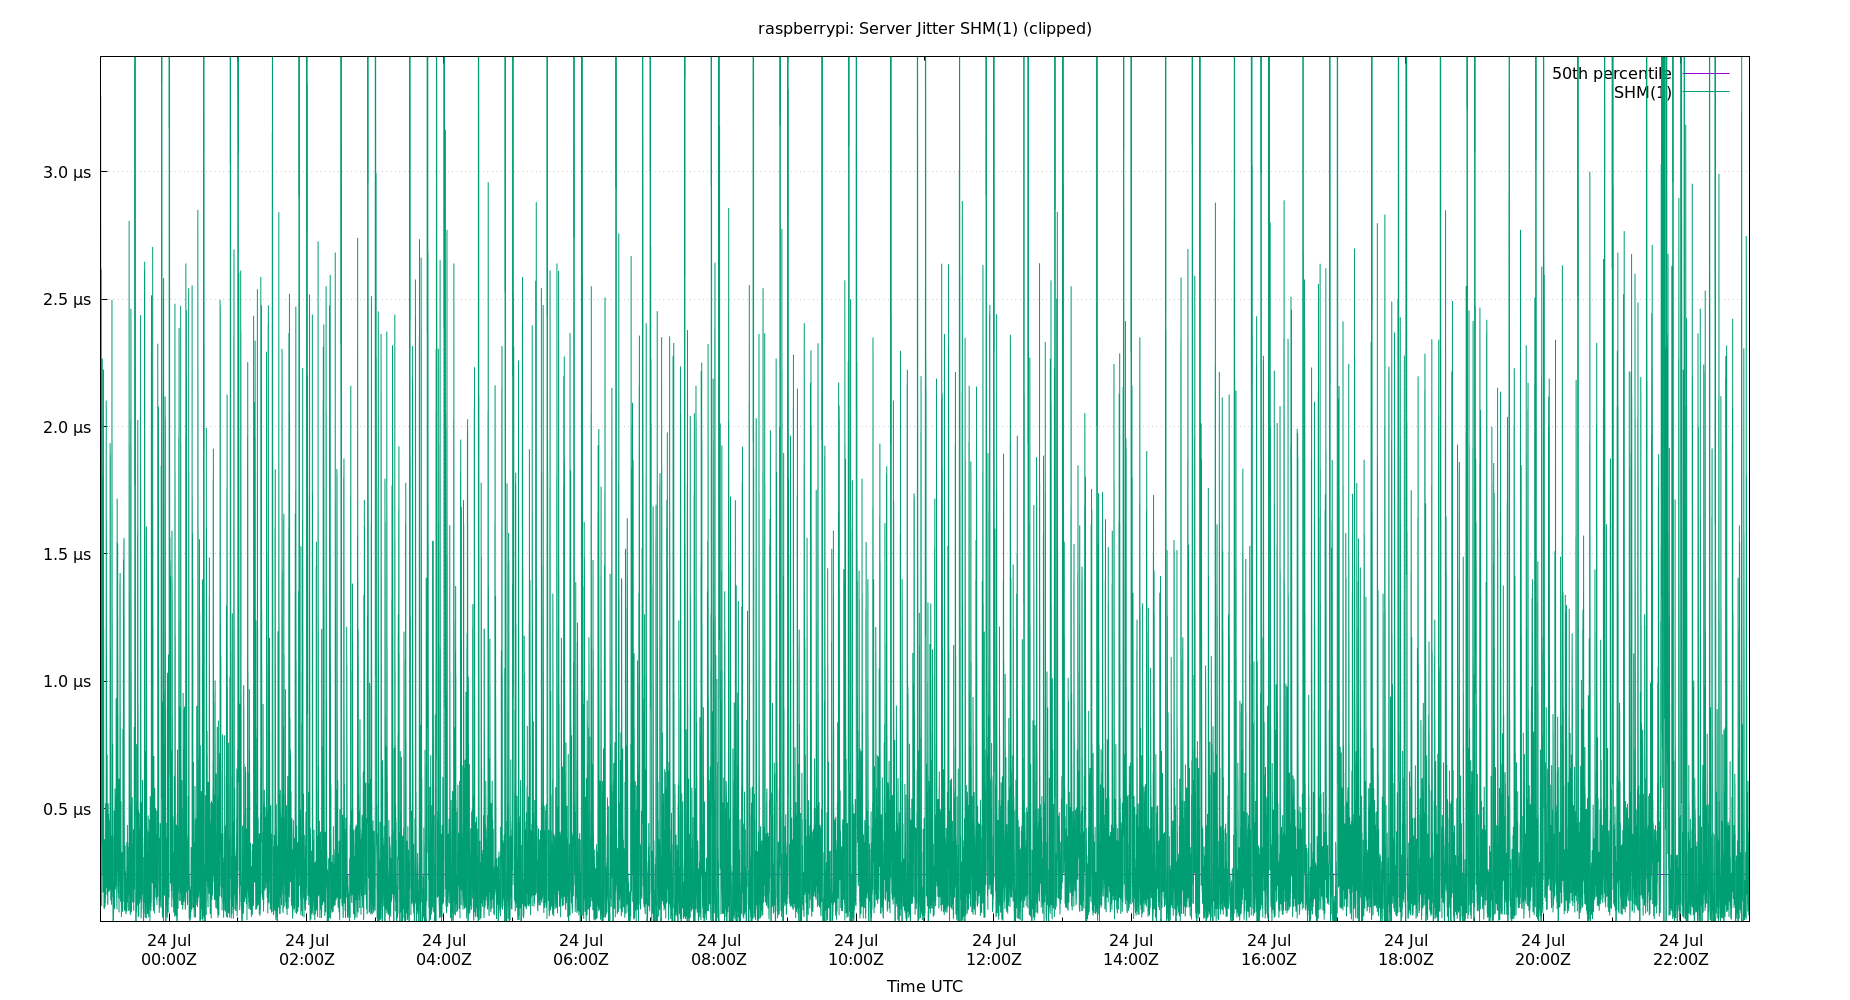 raspberrypi: Server Jitter SHM(1) (clipped)
50th percentile
SHM(1)
3.0 μs
2.5 μs
2.0 μs
1.5 μs
1.0 μs
0.5 μs
24 Jul 24 Jul 24 Jul 24 Jul 24 Jul 24 Jul 24 Jul 24 Jul 24 Jul 24 Jul 24 Jul 24 Jul
00:00Z 02:00Z 04:00Z 06:00Z 08:00Z 10:00Z 12:00Z 14:00Z 16:00Z 18:00Z 20:00Z 22:00Z
Time UTC